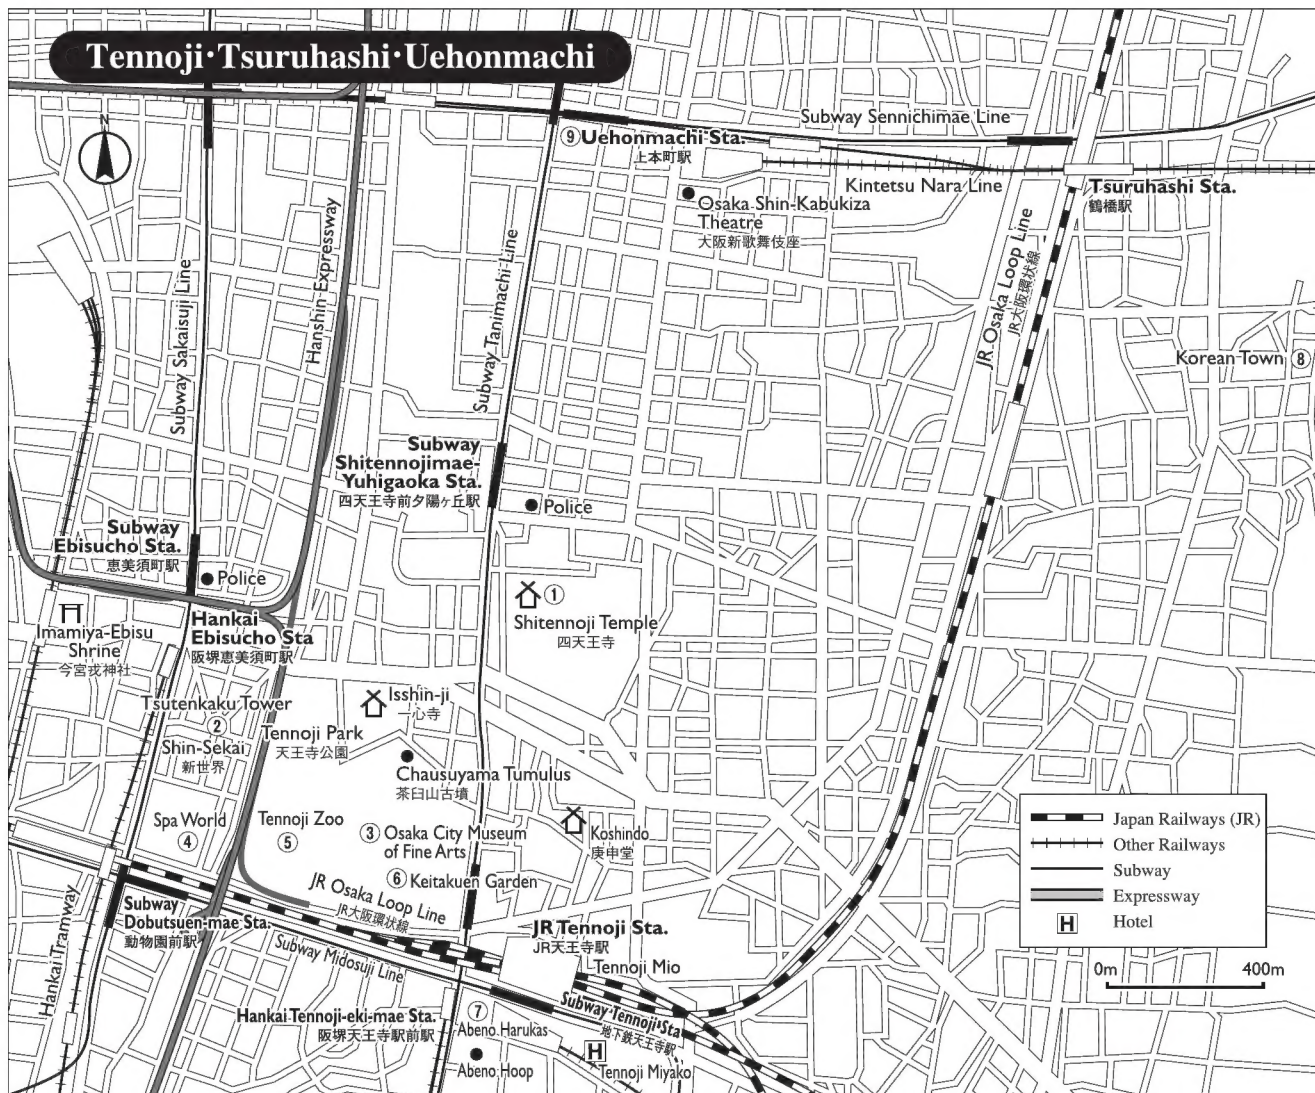 Tennoji·Tsuruhashi·Uehonmachi
N
Subway Sennichimae Line
⑨ Uehonmachi Sta.
上本町駅
Kintetsu Nara Line
Tsuruhashi Sta.
鶴橋駅
Osaka Shin-Kabukiza
Theatre
大阪新歌舞伎座
Subway Sakaisuji Line
Hanshin-Expressway
Subway Tanimachi-Line
JR Osaka Loop Line
JR大阪環状線
Korean Town ⑧
Subway
Shitennojimae-
Yuhigaoka Sta.
四天王寺前夕陽ヶ丘駅
Police
Subway
Ebisucho Sta.
恵美須町駅
Police
①
Shitennoji Temple
四天王寺
Hankai
Ebisucho Sta
阪堺恵美須町駅
Imamiya-Ebisu
Shrine
今宮戎神社
Isshin-ji
一心寺
Tsutenkaku Tower
②
Shin-Sekai
新世界
Tennoji Park
天王寺公園
Chausuyama Tumulus
茶臼山古墳
Spa World
④
Tennoji Zoo
⑤
③ Osaka City Museum
of Fine Arts
Koshindo
庚申堂
⑥ Keitakuen Garden
JR Osaka Loop Line
JR大阪環状線
Subway
Dobutsuen-mae Sta.
動物園前駅
Hankai Tramway
Subway Midosuji Line
JR Tennoji Sta.
JR天王寺駅
Tennoji Mio
Subway Tennoji Sta
地下鉄天王寺駅
Hankai Tennoji-eki-mae Sta.
阪堺天王寺駅前駅
⑦
Abeno Harukas
Abeno Hoop
H
Tennoji Miyako
Japan Railways (JR)
Other Railways
Subway
Expressway
H Hotel
0m 400m